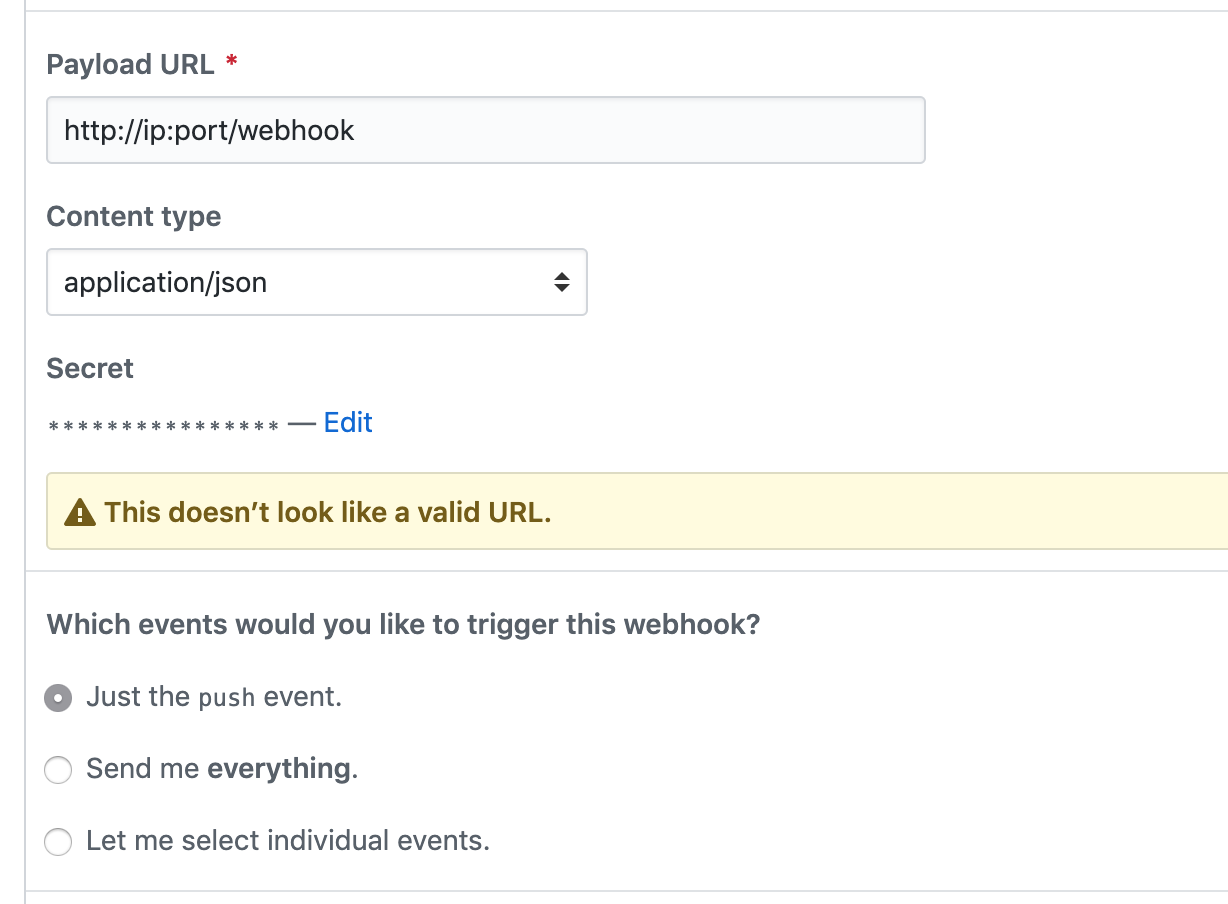 Payload URL *
http://ip:port/webhook
Content type
application/json
Secret
**************** — Edit
This doesn’t look like a valid URL.
Which events would you like to trigger this webhook?
Just the push event.
Send me everything.
Let me select individual events.